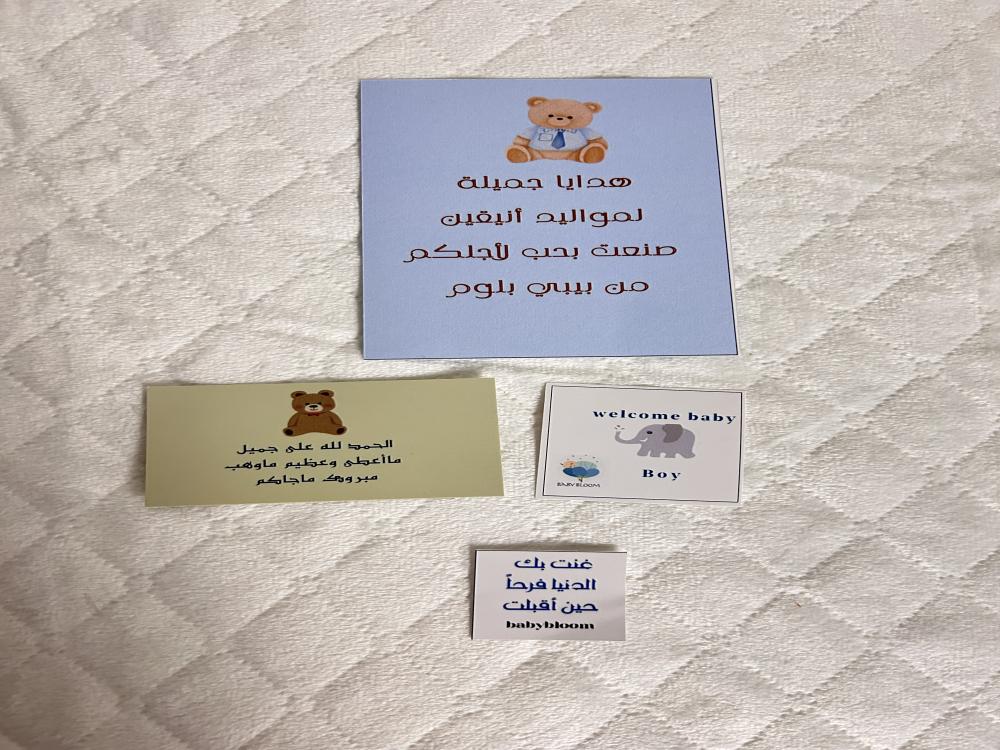 هدايا جميلة
لمواليد أنيقين
صنعت بحب لأجلكم
من بيبي بلوم
الحمد لله على جميل
ماأعطى وعظيم ماوهب
مبروك ماجاكم
welcome baby
Boy
BABY BLOOM
غنت بك
الدنيا فرحاً
حين أقبلت
babybloom